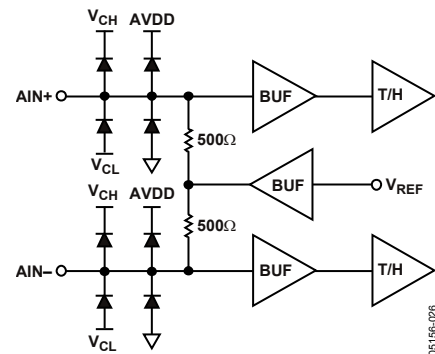 VCH AVDD
AIN+
BUF
T/H
500Ω
VCL
VCH AVDD
BUF
VREF
500Ω
AIN–
BUF
T/H
VCL
05156-026